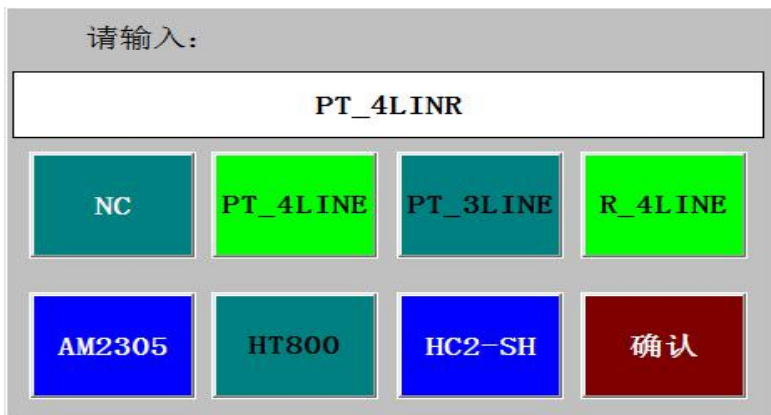 请输入：
PT_4LINR
NC PT_4LINE PT_3LINE R_4LINE
AM2305 HT800 HC2-SH 确认